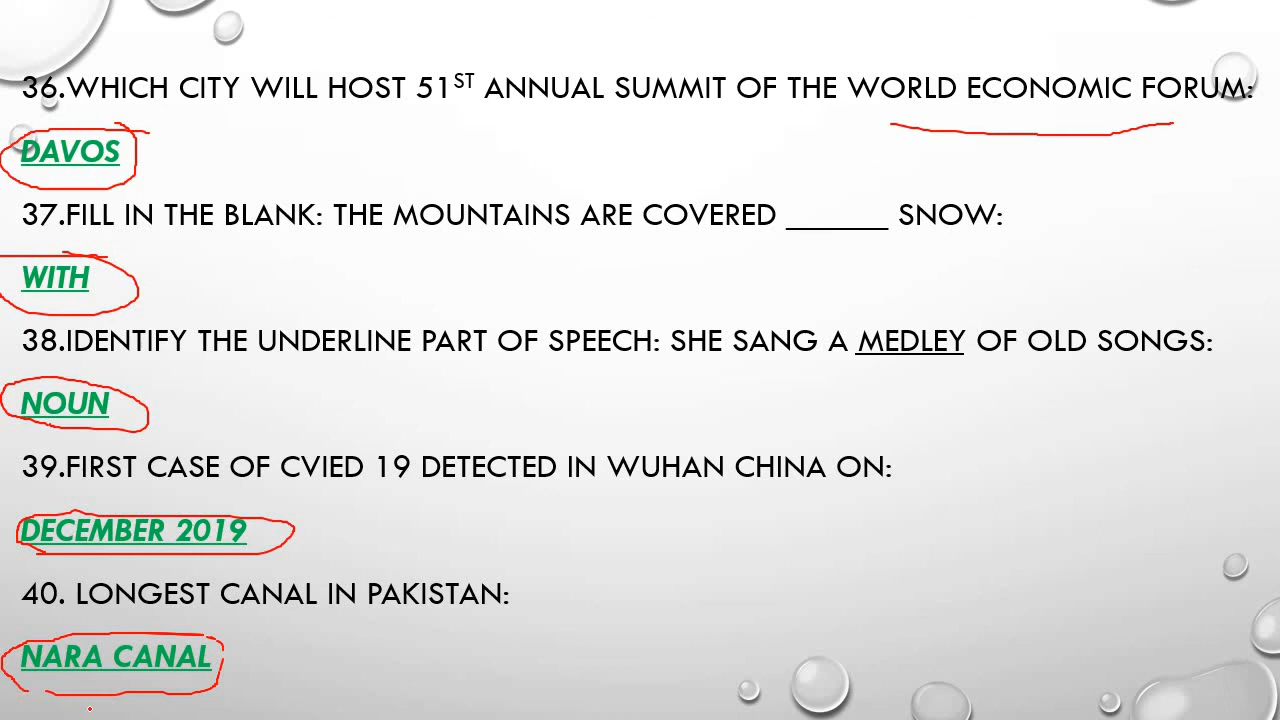 36.WHICH CITY WILL HOST 51ST ANNUAL SUMMIT OF THE WORLD ECONOMIC FORUM:
DAVOS
37.FILL IN THE BLANK: THE MOUNTAINS ARE COVERED ______ SNOW:
WITH
38.IDENTIFY THE UNDERLINE PART OF SPEECH: SHE SANG A MEDLEY OF OLD SONGS:
NOUN
39.FIRST CASE OF CVIED 19 DETECTED IN WUHAN CHINA ON:
DECEMBER 2019
40. LONGEST CANAL IN PAKISTAN:
NARA CANAL